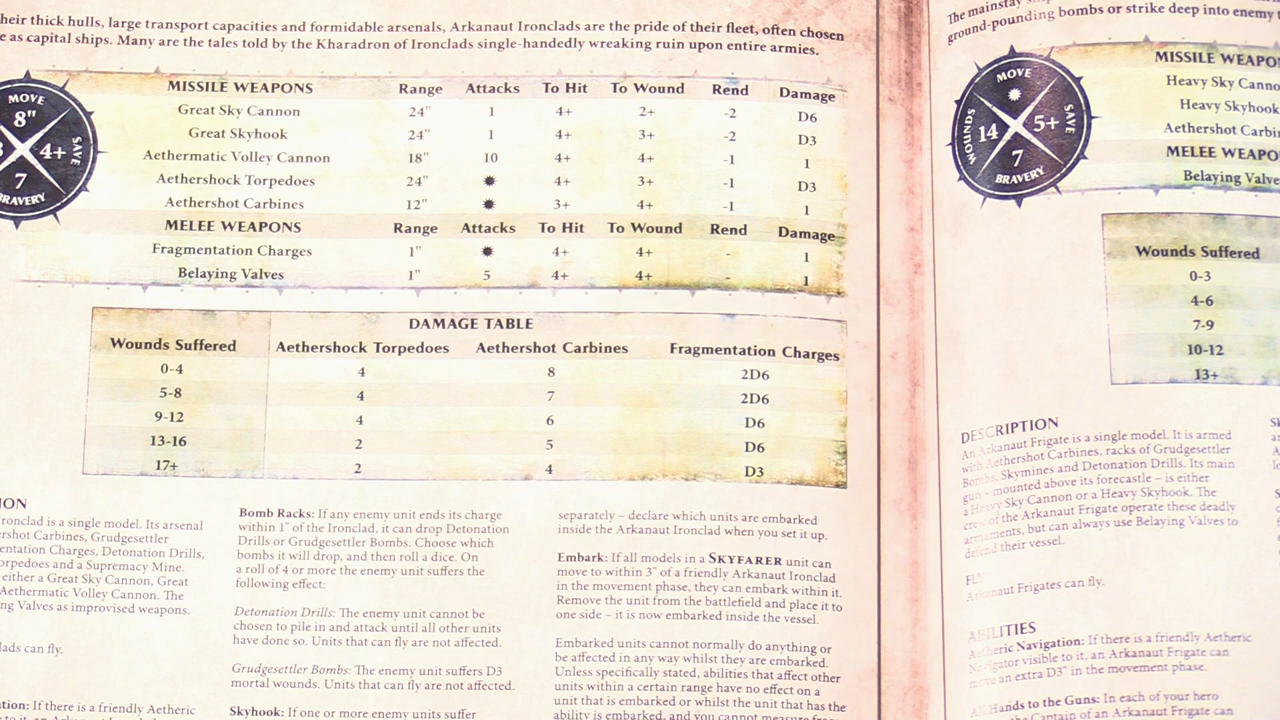 heir thick hulls, large transport capacities and formidable arsenals, Arkanaut Ironclads are the pride of their fleet, often chosen
e as capital ships. Many are the tales told by the Kharadron of Ironclads single-handedly wreaking ruin upon entire armies.
MOVE
8"
4+
SAVE
7
BRAVERY
MISSILE WEAPONS Range Attacks To Hit To Wound Rend Damage
Great Sky Cannon 24" 1 4+ 2+ -2 D6
Great Skyhook 24" 1 4+ 3+ -2 D3
Aethermatic Volley Cannon 18" 10 4+ 4+ -1 1
Aethershock Torpedoes 24" ✹ 4+ 3+ -1 D3
Aethershot Carbines 12" ✹ 3+ 4+ -1 1
MELEE WEAPONS Range Attacks To Hit To Wound Rend Damage
Fragmentation Charges 1" ✹ 4+ 4+ - 1
Belaying Valves 1" 5 4+ 4+ - 1
DAMAGE TABLE
Wounds Suffered Aethershock Torpedoes Aethershot Carbines Fragmentation Charges
0-4 4 8 2D6
5-8 4 7 2D6
9-12 4 6 D6
13-16 2 5 D6
17+ 2 4 D3
ION
ronclad is a single model. Its arsenal
ershot Carbines, Grudgesettler
entation Charges, Detonation Drills,
orpedoes and a Supremacy Mine.
either a Great Sky Cannon, Great
Aethermatic Volley Cannon. The
ng Valves as improvised weapons.
lads can fly.
tion: If there is a friendly Aetheric
Bomb Racks: If any enemy unit ends its charge
within 1" of the Ironclad, it can drop Detonation
Drills or Grudgesettler Bombs. Choose which
bombs it will drop, and then roll a dice. On
a roll of 4 or more the enemy unit suffers the
following effect:
Detonation Drills: The enemy unit cannot be
chosen to pile in and attack until all other units
have done so. Units that can fly are not affected.
Grudgesettler Bombs: The enemy unit suffers D3
mortal wounds. Units that can fly are not affected.
Skyhook: If one or more enemy units suffer
separately – declare which units are embarked
inside the Arkanaut Ironclad when you set it up.
Embark: If all models in a SKYFARER unit can
move to within 3" of a friendly Arkanaut Ironclad
in the movement phase, they can embark within it.
Remove the unit from the battlefield and place it to
one side – it is now embarked inside the vessel.
Embarked units cannot normally do anything or
be affected in any way whilst they are embarked.
Unless specifically stated, abilities that affect other
units within a certain range have no effect on a
unit that is embarked or whilst the unit that has the
ability is embarked, and you cannot measure
The mainstay
ground-pounding bombs or strike deep into enemy
MOVE
✹
WOUNDS
14
5+
SAVE
7
BRAVERY
MISSILE WEAPO
Heavy Sky Canno
Heavy Skyhook
Aethershot Carbin
MELEE WEAPO
Belaying Valve
Wounds Suffered
0-3
4-6
7-9
10-12
13+
DESCRIPTION
An Arkanaut Frigate is a single model. It is armed
with Aethershot Carbines, racks of Grudgesettler
Bombs, Skymines and Detonation Drills. Its main
gun – mounted above its forecastle – is either
a Heavy Sky Cannon or a Heavy Skyhook. The
crew of the Arkanaut Frigate operate these deadly
armaments, but can always use Belaying Valves to
defend their vessel.
FLY
Arkanaut Frigates can fly.
ABILITIES
Aetheric Navigation: If there is a friendly Aetheric
Navigator visible to it, an Arkanaut Frigate can
move an extra D3" in the movement phase.
All Hands to the Guns: In each of your hero
the Captain of an Arkanaut Frigate can